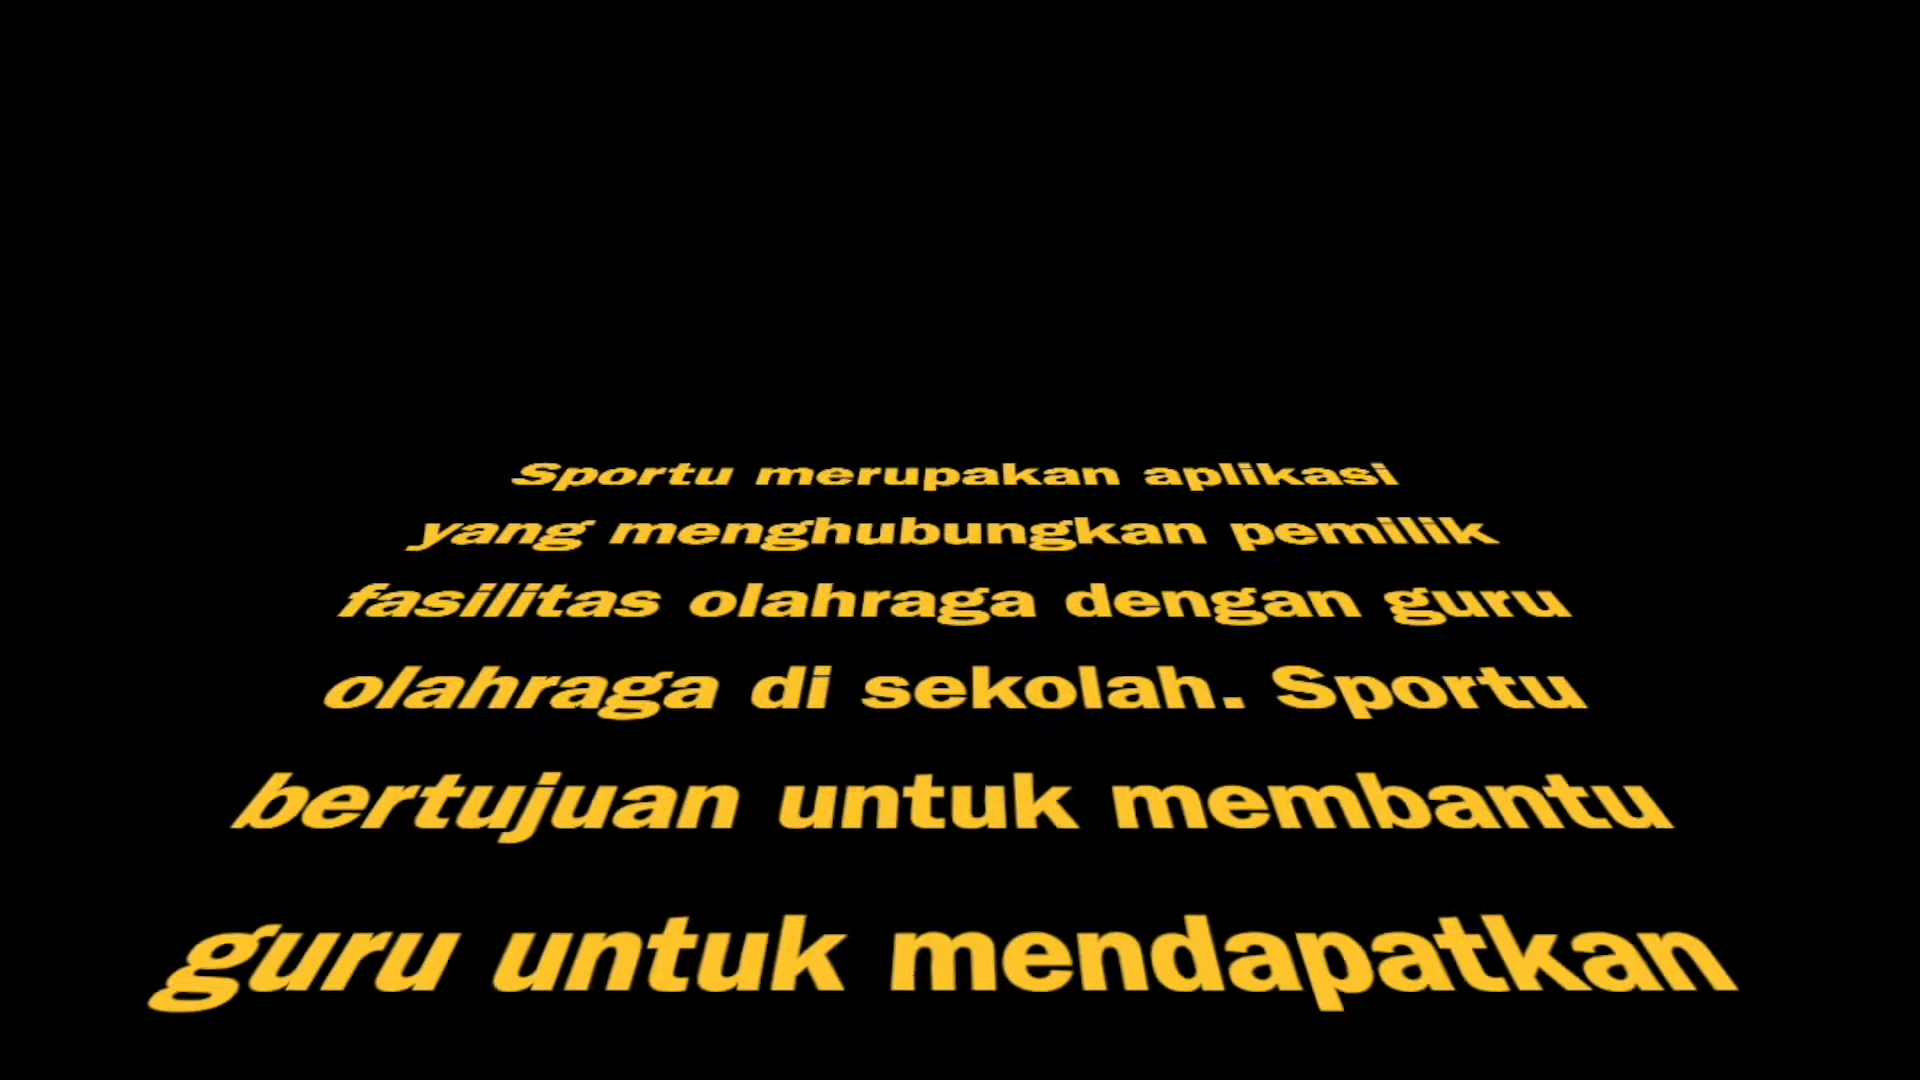 Sportu merupakan aplikasi
yang menghubungkan pemilik
fasilitas olahraga dengan guru
olahraga di sekolah. Sportu
bertujuan untuk membantu
guru untuk mendapatkan